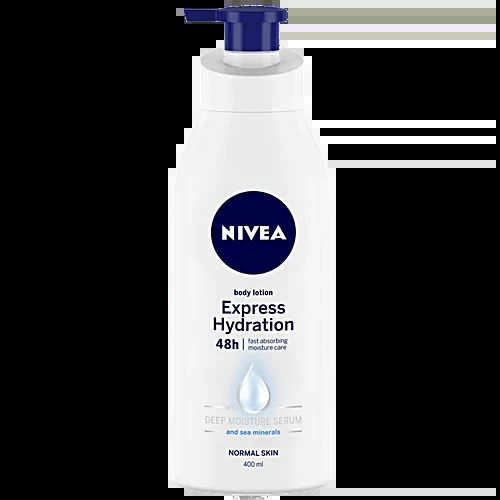 NIVEA
body lotion
Express
Hydration
48h fast absorbing
moisture care
DEEP MOISTURE SERUM
and sea minerals
NORMAL SKIN
400 ml